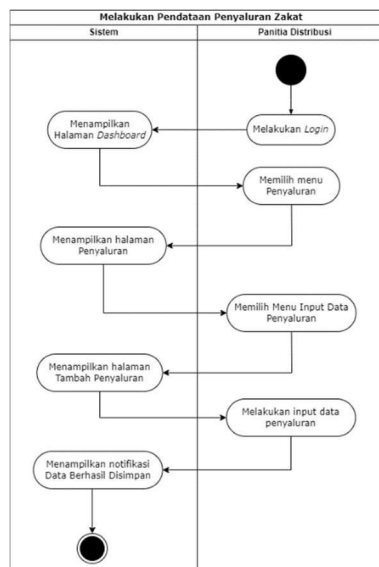 Melakukan Pendataan Penyaluran Zakat
Sistem
Panitia Distribusi
Melakukan Login
Menampilkan
Halaman Dashboard
Memilih menu
Penyaluran
Menampilkan halaman
Penyaluran
Memilih Menu Input Data
Penyaluran
Menampilkan halaman
Tambah Penyaluran
Melakukan input data
penyaluran
Menampilkan notifikasi
Data Berhasil Disimpan